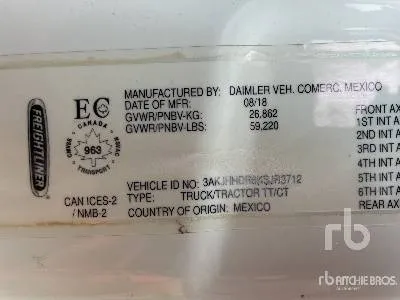 FREIGHTLINER
EC
CANADA
963
TRANSPORT
CAN ICES-2
/ NMB-2
MANUFACTURED BY: DAIMLER VEH. COMERC. MEXICO
DATE OF MFR: 08/18
GVWR/PNBV-KG: 26.862
GVWR/PNBV-LBS: 59.220
VEHICLE ID NO:
TYPE: TRUCK/TRACTOR TT/CT
COUNTRY OF ORIGIN: MEXICO
FRONT AX
1ST INT A
2ND INT A
3RD INT A
4TH INT A
5TH INT A
6TH INT A
REAR AX
rb
rb RITCHIE BROS.